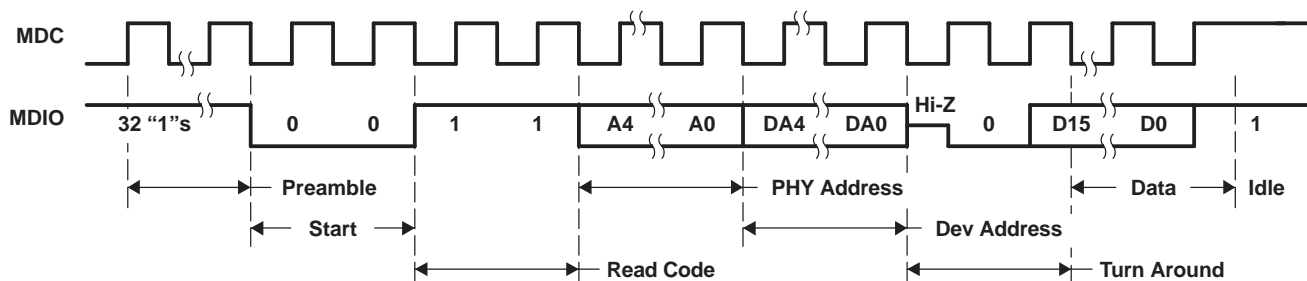 MDC
MDIO
32 “1”s 0 0 1 1 A4 A0 DA4 DA0 Hi-Z 0 D15 D0 1
Preamble PHY Address Data Idle
Start Dev Address
Read Code Turn Around